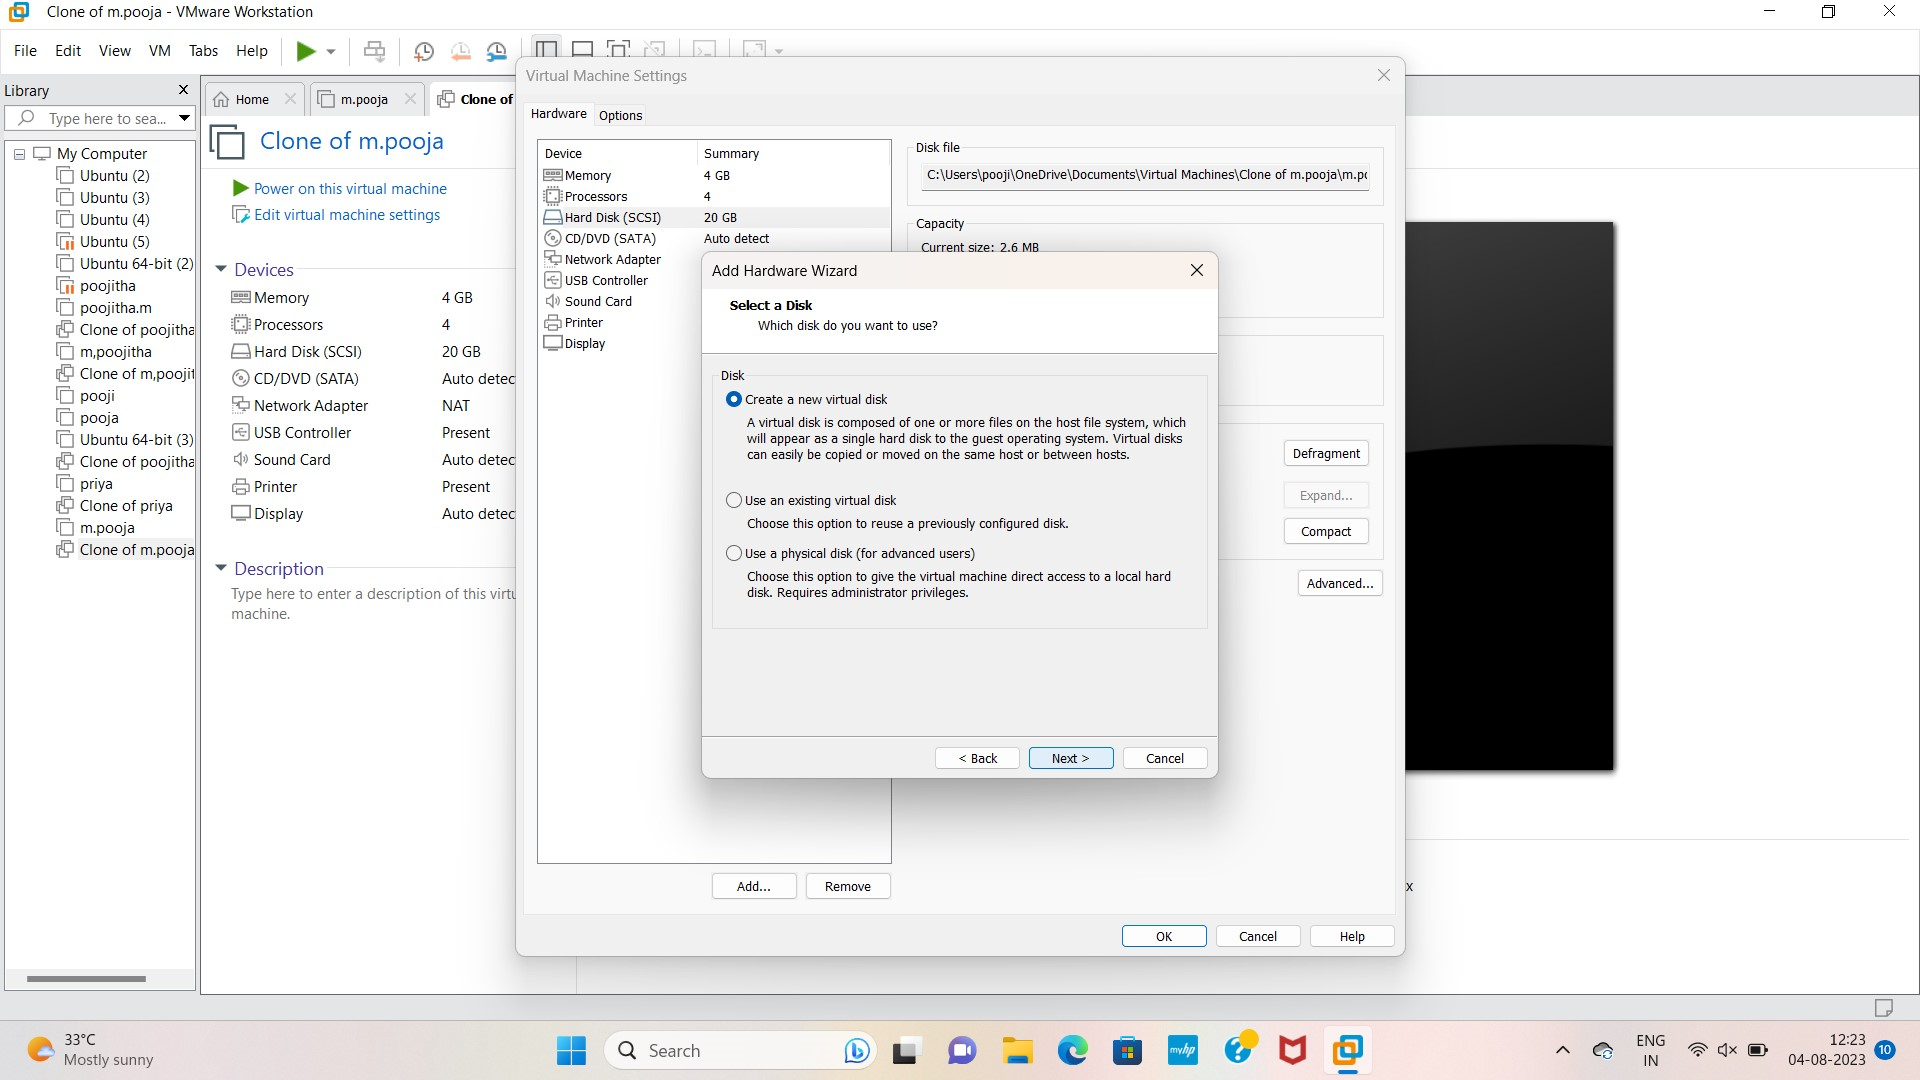 Clone of m.pooja - VMware Workstation
File Edit View VM Tabs Help
Library
Type here to sea...
My Computer
Ubuntu (2)
Ubuntu (3)
Ubuntu (4)
Ubuntu (5)
Ubuntu 64-bit (2)
poojitha
poojitha.m
Clone of poojitha
m,poojitha
Clone of m,poojit
pooji
pooja
Ubuntu 64-bit (3)
Clone of poojitha
priya
Clone of priya
m.pooja
Clone of m.pooja
Home
m.pooja
Clone of
Clone of m.pooja
Power on this virtual machine
Edit virtual machine settings
Devices
Memory 4 GB
Processors 4
Hard Disk (SCSI) 20 GB
CD/DVD (SATA) Auto detec
Network Adapter NAT
USB Controller Present
Sound Card Auto detec
Printer Present
Display Auto detec
Description
Type here to enter a description of this virtu
machine.
Virtual Machine Settings
Hardware Options
Device Summary
Memory 4 GB
Processors 4
Hard Disk (SCSI) 20 GB
CD/DVD (SATA) Auto detect
Network Adapter
USB Controller
Sound Card
Printer
Display
Add... Remove
Disk file
C:\Users\pooji\OneDrive\Documents\Virtual Machines\Clone of m.pooja\m.po
Capacity
Current size: 2.6 MB
Defragment
Expand...
Compact
Advanced...
Add Hardware Wizard
Select a Disk
Which disk do you want to use?
Disk
Create a new virtual disk
A virtual disk is composed of one or more files on the host file system, which
will appear as a single hard disk to the guest operating system. Virtual disks
can easily be copied or moved on the same host or between hosts.
Use an existing virtual disk
Choose this option to reuse a previously configured disk.
Use a physical disk (for advanced users)
Choose this option to give the virtual machine direct access to a local hard
disk. Requires administrator privileges.
< Back Next > Cancel
OK Cancel Help
x
33°C
Mostly sunny
Search
myhp
ENG
IN
12:23
04-08-2023
10